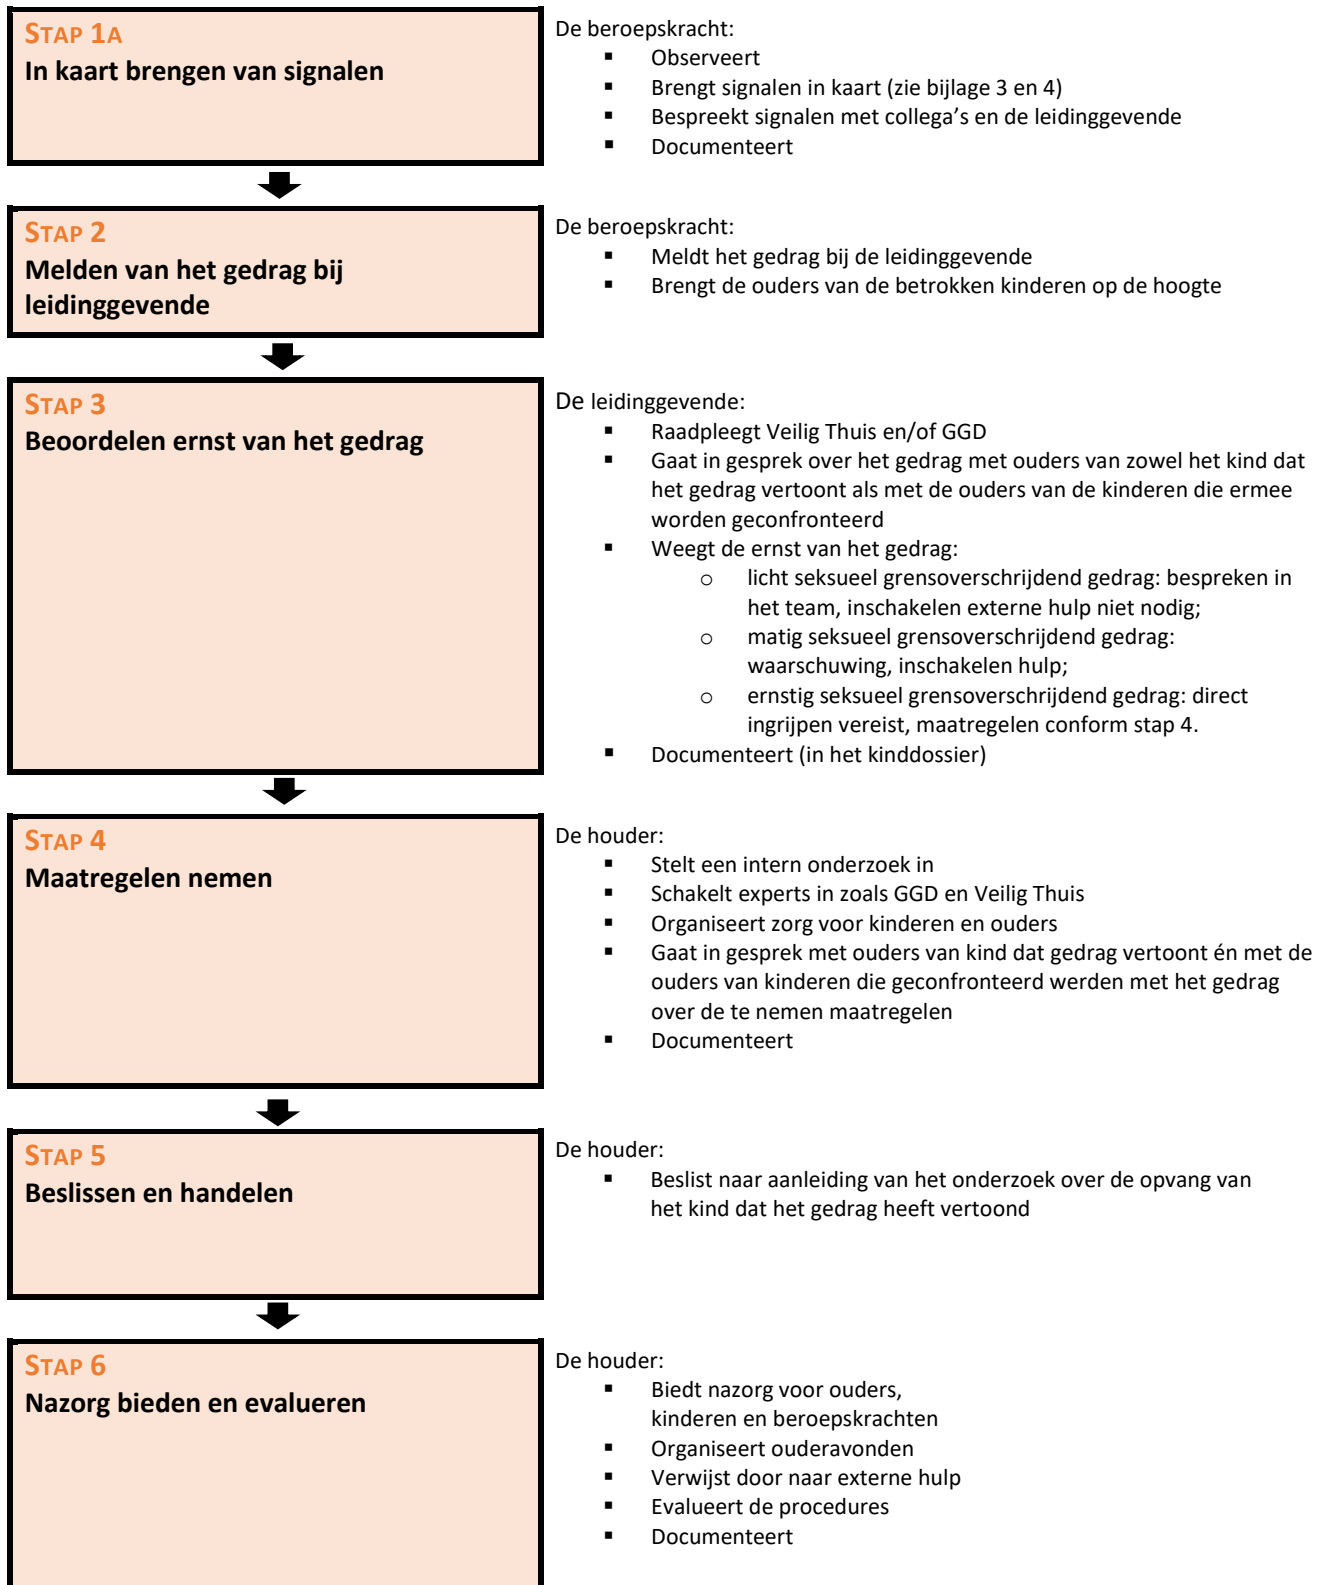 STAP 1A
In kaart brengen van signalen
De beroepskracht:
▪ Observeert
▪ Brengt signalen in kaart (zie bijlage 3 en 4)
▪ Bespreekt signalen met collega’s en de leidinggevende
▪ Documenteert
STAP 2
Melden van het gedrag bij
leidinggevende
De beroepskracht:
▪ Meldt het gedrag bij de leidinggevende
▪ Brengt de ouders van de betrokken kinderen op de hoogte
STAP 3
Beoordelen ernst van het gedrag
De leidinggevende:
▪ Raadpleegt Veilig Thuis en/of GGD
▪ Gaat in gesprek over het gedrag met ouders van zowel het kind dat
het gedrag vertoont als met de ouders van de kinderen die ermee
worden geconfronteerd
▪ Weegt de ernst van het gedrag:
o licht seksueel grensoverschrijdend gedrag: bespreken in
het team, inschakelen externe hulp niet nodig;
o matig seksueel grensoverschrijdend gedrag:
waarschuwing, inschakelen hulp;
o ernstig seksueel grensoverschrijdend gedrag: direct
ingrijpen vereist, maatregelen conform stap 4.
▪ Documenteert (in het kinddossier)
STAP 4
Maatregelen nemen
De houder:
▪ Stelt een intern onderzoek in
▪ Schakelt experts in zoals GGD en Veilig Thuis
▪ Organiseert zorg voor kinderen en ouders
▪ Gaat in gesprek met ouders van kind dat gedrag vertoont én met de
ouders van kinderen die geconfronteerd werden met het gedrag
over de te nemen maatregelen
▪ Documenteert
STAP 5
Beslissen en handelen
De houder:
▪ Beslist naar aanleiding van het onderzoek over de opvang van
het kind dat het gedrag heeft vertoond
STAP 6
Nazorg bieden en evalueren
De houder:
▪ Biedt nazorg voor ouders,
kinderen en beroepskrachten
▪ Organiseert ouderavonden
▪ Verwijst door naar externe hulp
▪ Evalueert de procedures
▪ Documenteert